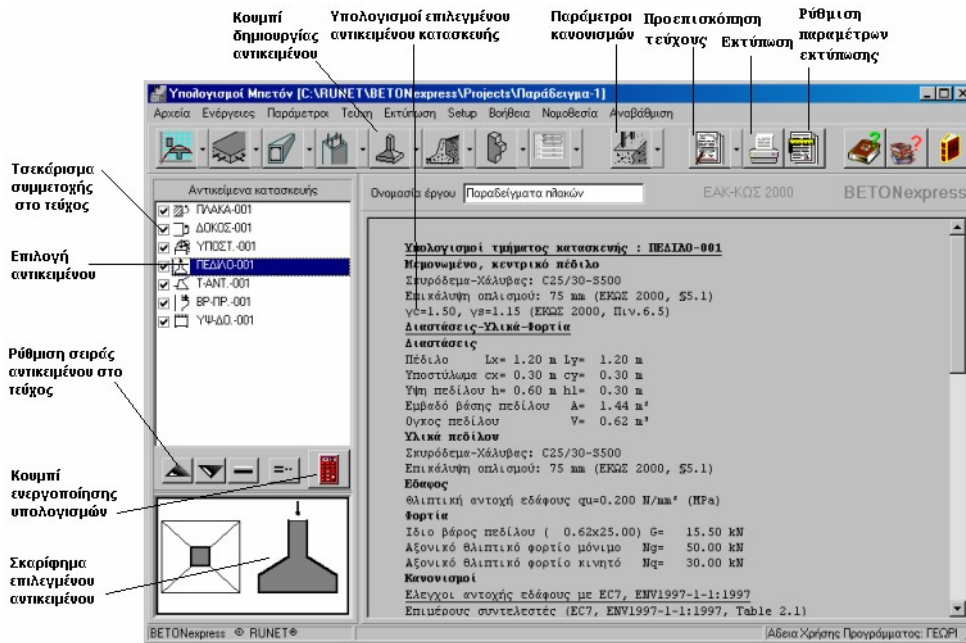 Κουμπί
δημιουργίας
αντικειμένου
Υπολογισμοί επιλεγμένου
αντικειμένου κατασκευής
Παράμετροι
κανονισμών
Προεπισκόπηση
τεύχους
Εκτύπωση
Ρύθμιση
παραμέτρων
εκτύπωσης
Υπολογισμοί Μπετόν [C:\RUNET\BETONexpress\Projects\Παράδειγμα-1]
Αρχεία Ενέργειες Παράμετροι Τεύχη Εκτύπωση Setup Βοήθεια Νομοθεσία Αναβάθμιση
Τσεκάρισμα
συμμετοχής
στο τεύχος
Επιλογή
αντικειμένου
Ρύθμιση σειράς
αντικειμένου στο
τεύχος
Κουμπί
ενεργοποίησης
υπολογισμών
Σκαρίφημα
επιλεγμένου
αντικειμένου
Αντικείμενα κατασκευής
ΠΛΑΚΑ-001
ΔΟΚΟΣ-001
ΥΠΟΣΤ.-001
ΠΕΔΙΛΟ-001
Τ-ΑΝΤ.-001
ΒΡ-ΠΡ.-001
ΥΨ-ΔΟ.-001
Ονομασία έργου Παραδείγματα πλακών ΕΑΚ-ΚΩΣ 2000 BETONexpress
Υπολογισμοί τμήματος κατασκευής : ΠΕΔΙΛΟ-001
Μεμονωμένο, κεντρικό πέδιλο
Σκυρόδεμα-Χάλυβας: C25/30-S500
Επικάλυψη οπλισμού: 75 mm (ΕΚΩΣ 2000, §5.1)
γc=1.50, γs=1.15 (ΕΚΩΣ 2000, Πιν.6.5)
Διαστάσεις-Υλικά-Φορτία
Διαστάσεις
Πέδιλο Lx= 1.20 m Ly= 1.20 m
Υποστύλωμα cx= 0.30 m cy= 0.30 m
Υψη πεδίλου h= 0.60 m h1= 0.30 m
Εμβαδό βάσης πεδίλου A= 1.44 m²
Ογκος πεδίλου V= 0.62 m³
Υλικά πεδίλου
Σκυρόδεμα-Χάλυβας: C25/30-S500
Επικάλυψη οπλισμού: 75 mm (ΕΚΩΣ 2000, §5.1)
Εδαφος
Θλιπτική αντοχή εδάφους qu=0.200 N/mm² (MPa)
Φορτία
Ιδιο βάρος πεδίλου ( 0.62x25.00) G= 15.50 kN
Αξονικό θλιπτικό φορτίο μόνιμο Ng= 50.00 kN
Αξονικό θλιπτικό φορτίο κινητό Nq= 30.00 kN
Κανονισμοί
Ελεγχοι αντοχής εδάφους με EC7, ENV1997-1-1:1997
Επιμέρους συντελεστές (EC7, ENV1997-1-1:1997, Table 2.1)
BETONexpress © RUNET®
Αδεια Χρήσης Προγράμματος: ΓΕΩΡΓ